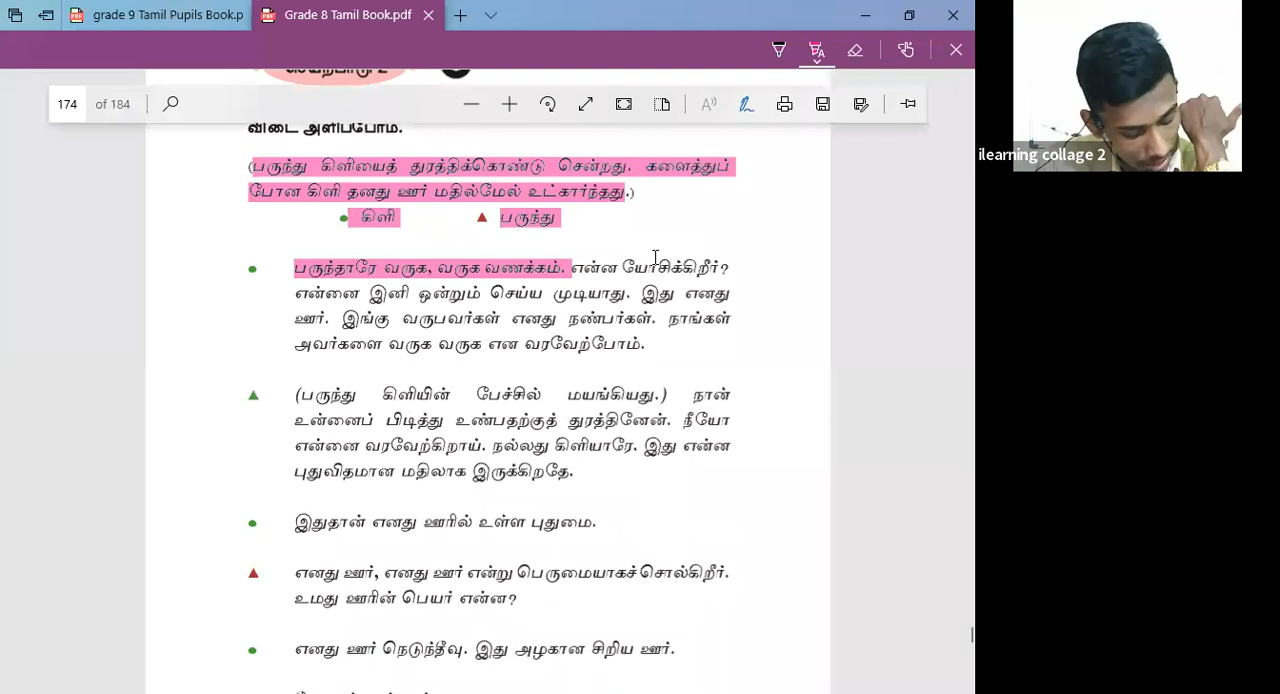 grade 9 Tamil Pupils Book.p
Grade 8 Tamil Book.pdf
174 of 184
விடை அளிப்போம்.
(பருந்து கிளியைத் துரத்திக்கொண்டு சென்றது. களைத்துப்
போன கிளி தனது ஊர் மதில்மேல் உட்கார்ந்தது.)
கிளி பருந்து
பருந்தாரே வருக, வருக வணக்கம். என்ன யோசிக்கிறீர்?
என்னை இனி ஒன்றும் செய்ய முடியாது. இது எனது
ஊர். இங்கு வருபவர்கள் எனது நண்பர்கள். நாங்கள்
அவர்களை வருக வருக என வரவேற்போம்.
(பருந்து கிளியின் பேச்சில் மயங்கியது.) நான்
உன்னைப் பிடித்து உண்பதற்குத் துரத்தினேன். நீயோ
என்னை வரவேற்கிறாய். நல்லது கிளியாரே. இது என்ன
புதுவிதமான மதிலாக இருக்கிறதே.
இதுதான் எனது ஊரில் உள்ள புதுமை.
எனது ஊர், எனது ஊர் என்று பெருமையாகச் சொல்கிறீர்.
உமது ஊரின் பெயர் என்ன?
எனது ஊர் நெடுந்தீவு. இது அழகான சிறிய ஊர்.
ilearning collage 2